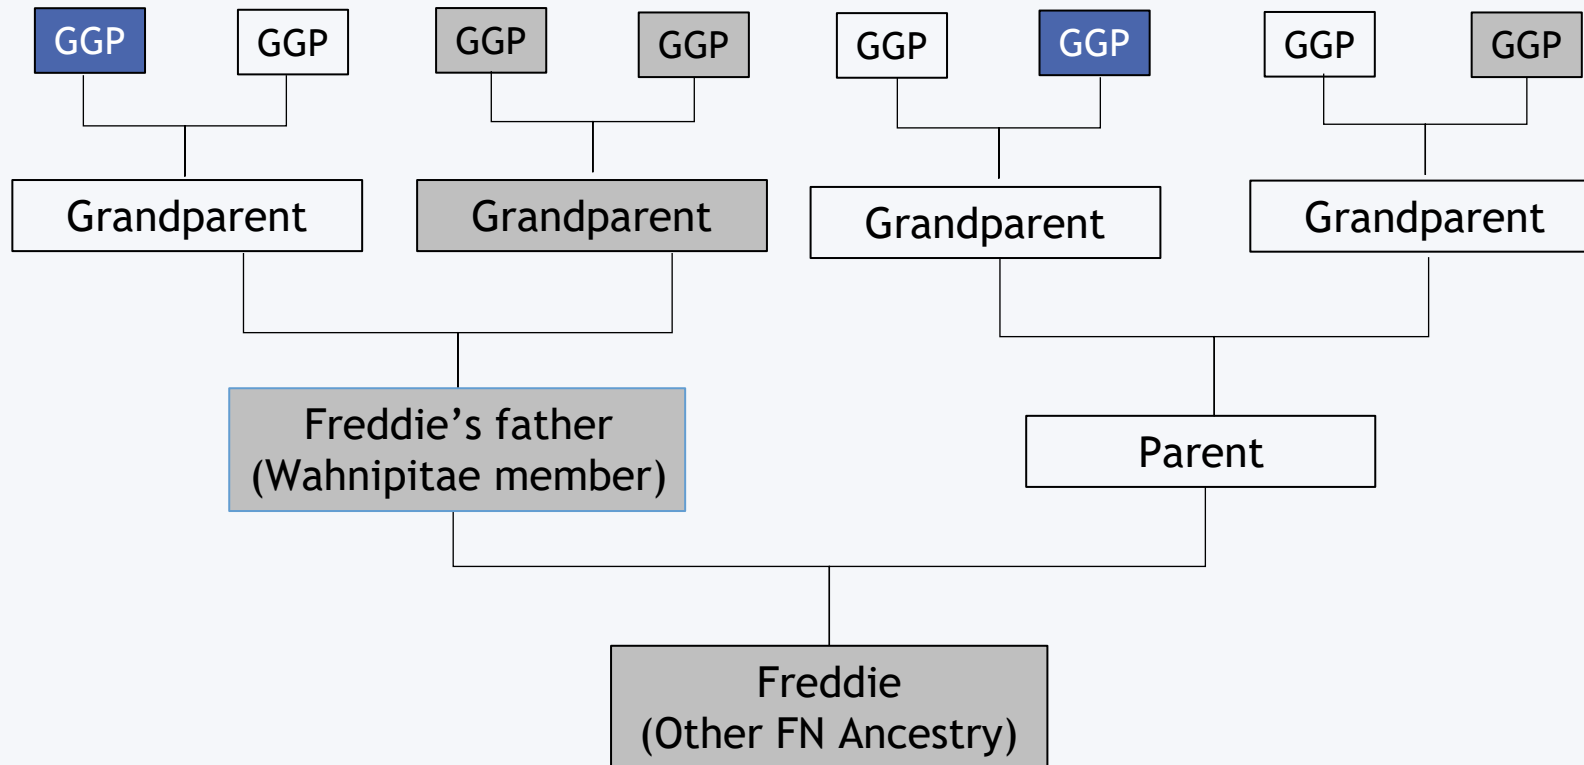 GGP
GGP
GGP
GGP
GGP
GGP
GGP
GGP
Grandparent
Grandparent
Grandparent
Grandparent
Freddie’s father
(Wahnipitae member)
Parent
Freddie
(Other FN Ancestry)